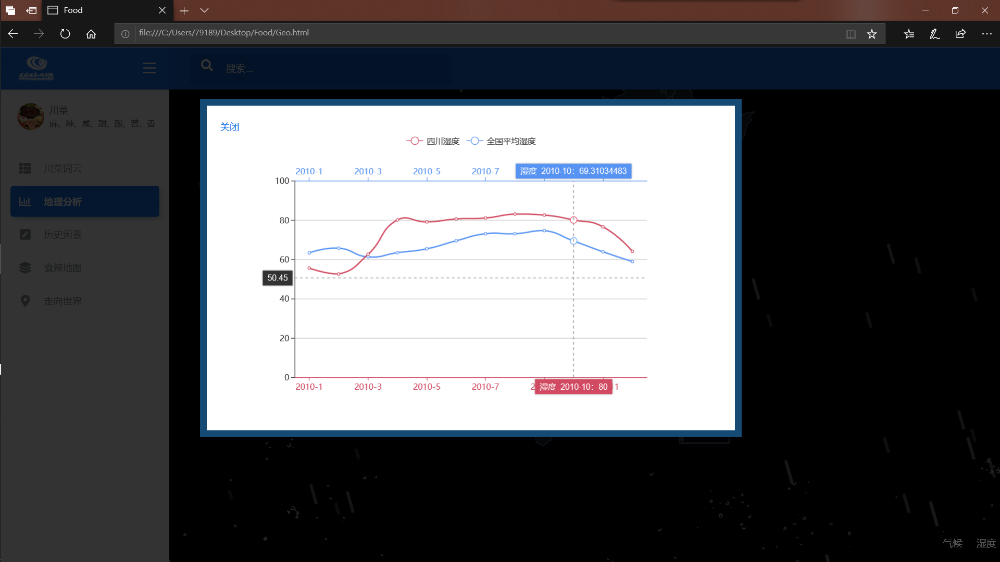 Food
file:///C:/Users/79189/Desktop/Food/Geo.html
搜索 ...
川菜
麻、辣、咸、甜、酸、苦、香
川菜词云
地理分析
历史因素
食辣地图
走向世界
关闭
四川湿度 全国平均湿度
2010-1 2010-3 2010-5 2010-7 湿度 2010-10：69.31034483
100
80
60
50.45
40
20
0
2010-1 2010-3 2010-5 2010-7 2 湿度 2010-10：80 1
气候 湿度